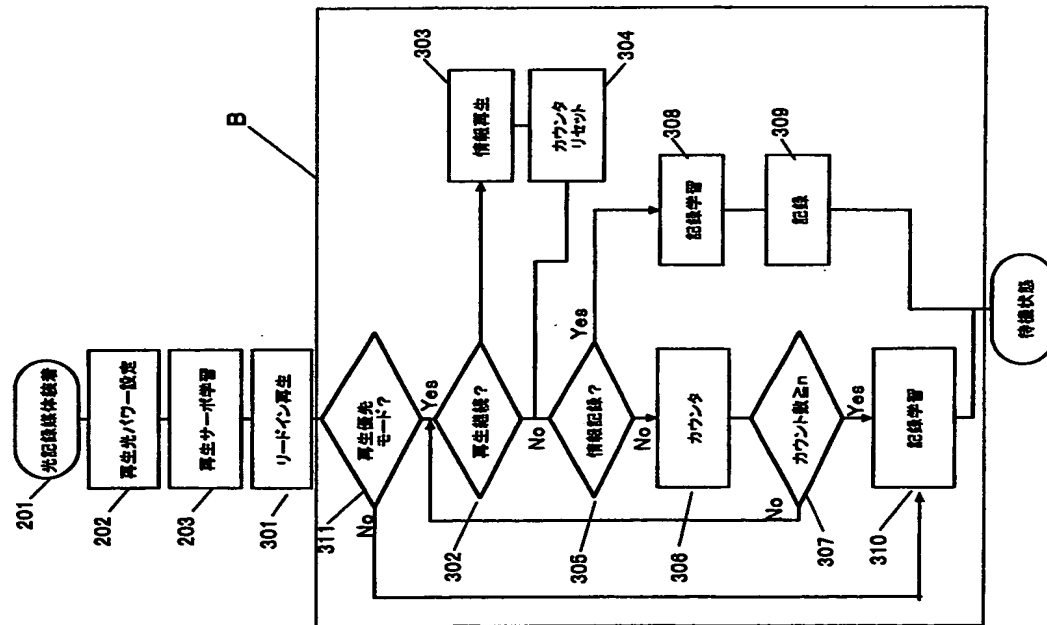 201
光記録媒体装着
202
再生光パワー設定
203
再生サーボ学習
301
リードイン再生
B
311
再生優先
モード?
No
Yes
302
再生継続?
No
303
情報再生
304
カウンタ
リセット
305
情報記録?
Yes
No
308
記録学習
309
記録
306
カウンタ
307
カウント数≧n
No
Yes
310
記録学習
待機状態